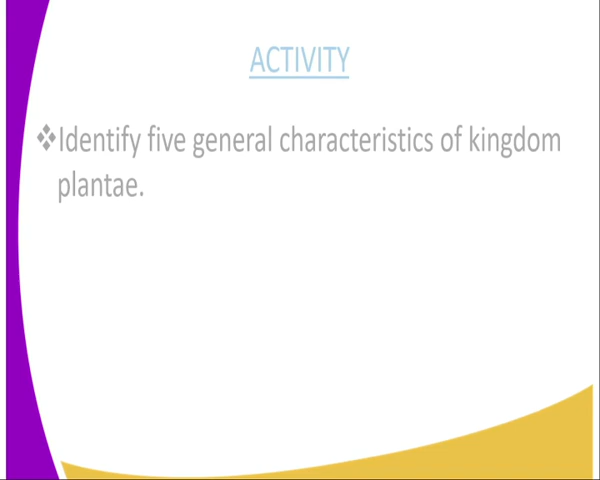 ACTIVITY
❖Identify five general characteristics of kingdom
plantae.